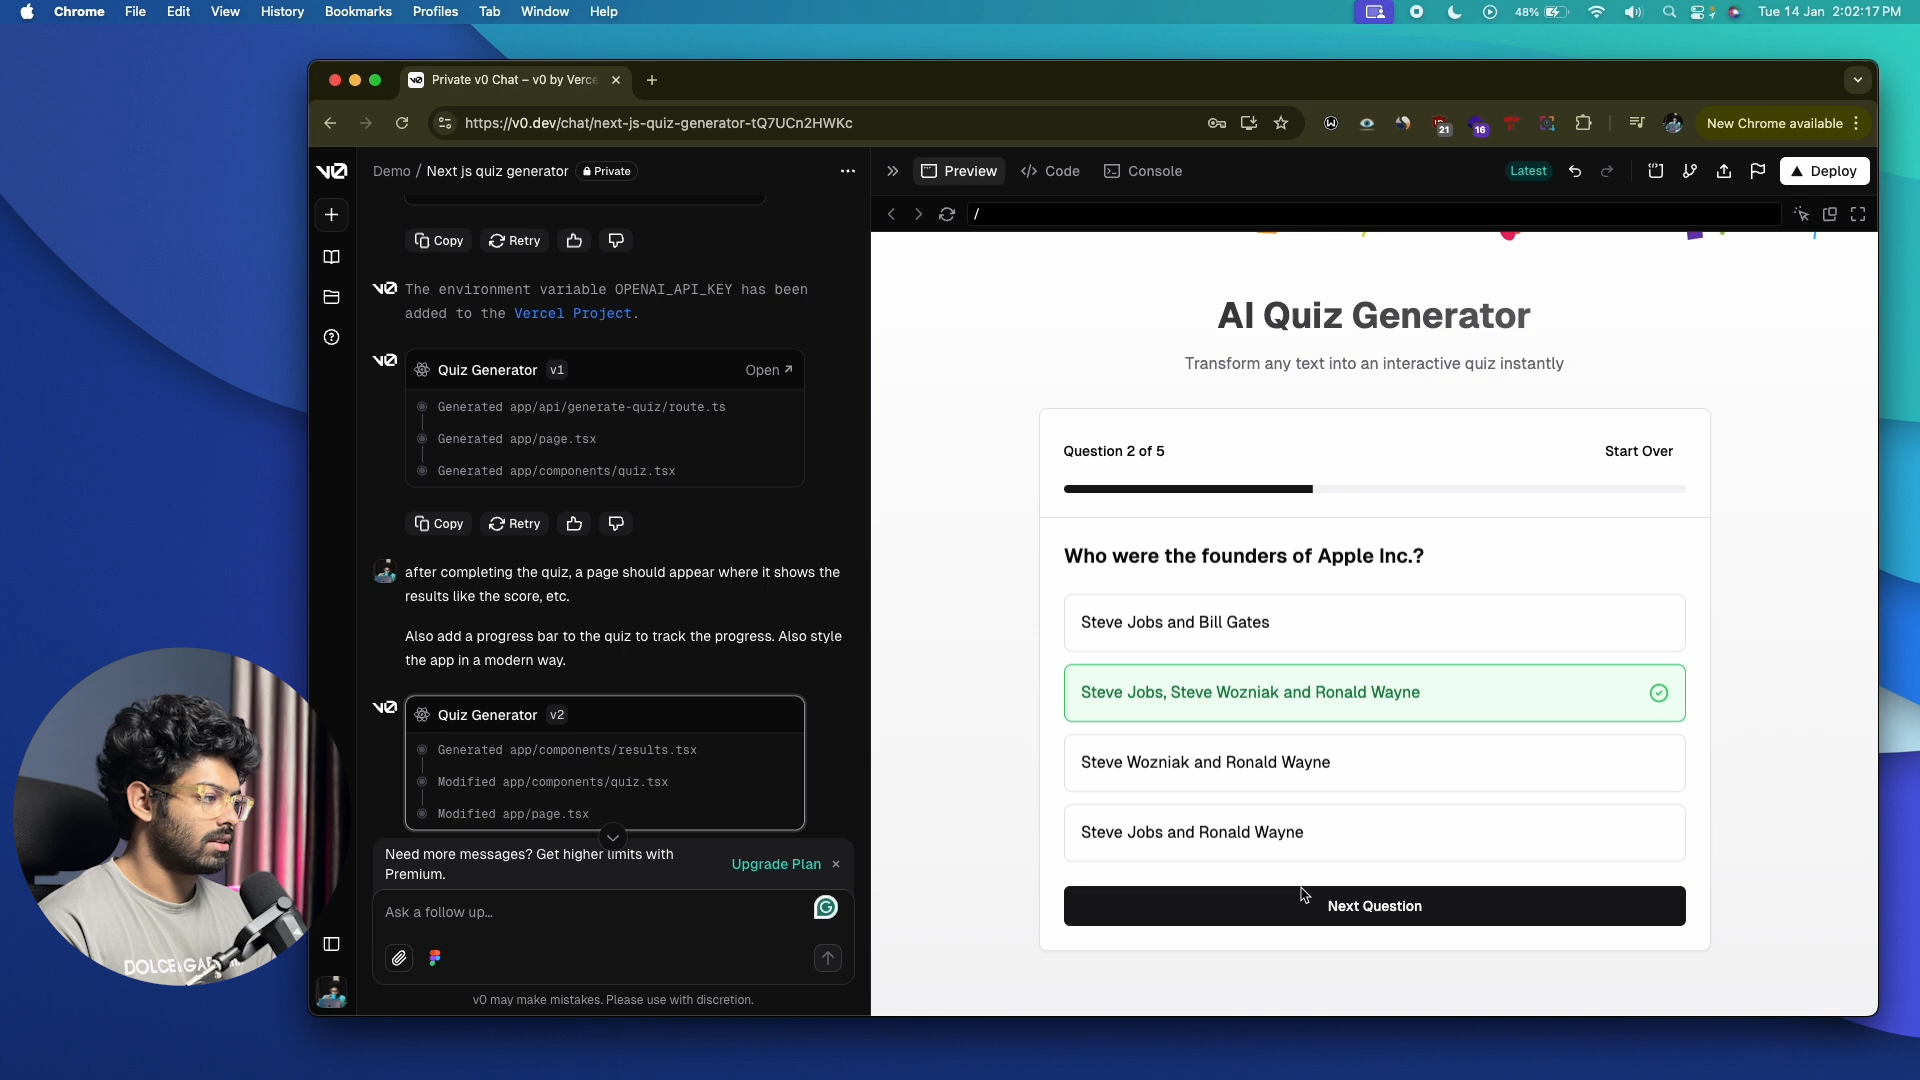 Chrome File Edit View History Bookmarks Profiles Tab Window Help
48% Tue 14 Jan 2:02:17 PM
Private v0 Chat – v0 by Verce
https://v0.dev/chat/next-js-quiz-generator-tQ7UCn2HWKc
21
16
New Chrome available
Demo / Next js quiz generator Private
Preview Code Console
Latest
Deploy
/
Copy Retry
The environment variable OPENAI_API_KEY has been
added to the Vercel Project.
Quiz Generator v1 Open
Generated app/api/generate-quiz/route.ts
Generated app/page.tsx
Generated app/components/quiz.tsx
Copy Retry
after completing the quiz, a page should appear where it shows the
results like the score, etc.
Also add a progress bar to the quiz to track the progress. Also style
the app in a modern way.
Quiz Generator v2
Generated app/components/results.tsx
Modified app/components/quiz.tsx
Modified app/page.tsx
Need more messages? Get higher limits with
Premium.
Upgrade Plan
Ask a follow up...
v0 may make mistakes. Please use with discretion.
AI Quiz Generator
Transform any text into an interactive quiz instantly
Question 2 of 5 Start Over
Who were the founders of Apple Inc.?
Steve Jobs and Bill Gates
Steve Jobs, Steve Wozniak and Ronald Wayne
Steve Wozniak and Ronald Wayne
Steve Jobs and Ronald Wayne
Next Question